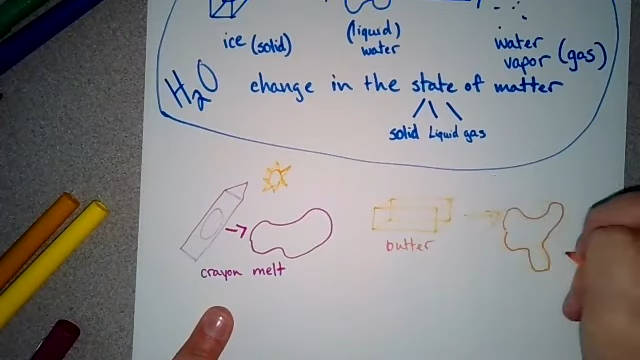 ice (solid)
(liquid)
water
water
vapor (gas)
H2O
change in the state of matter
solid Liquid gas
crayon melt
butter